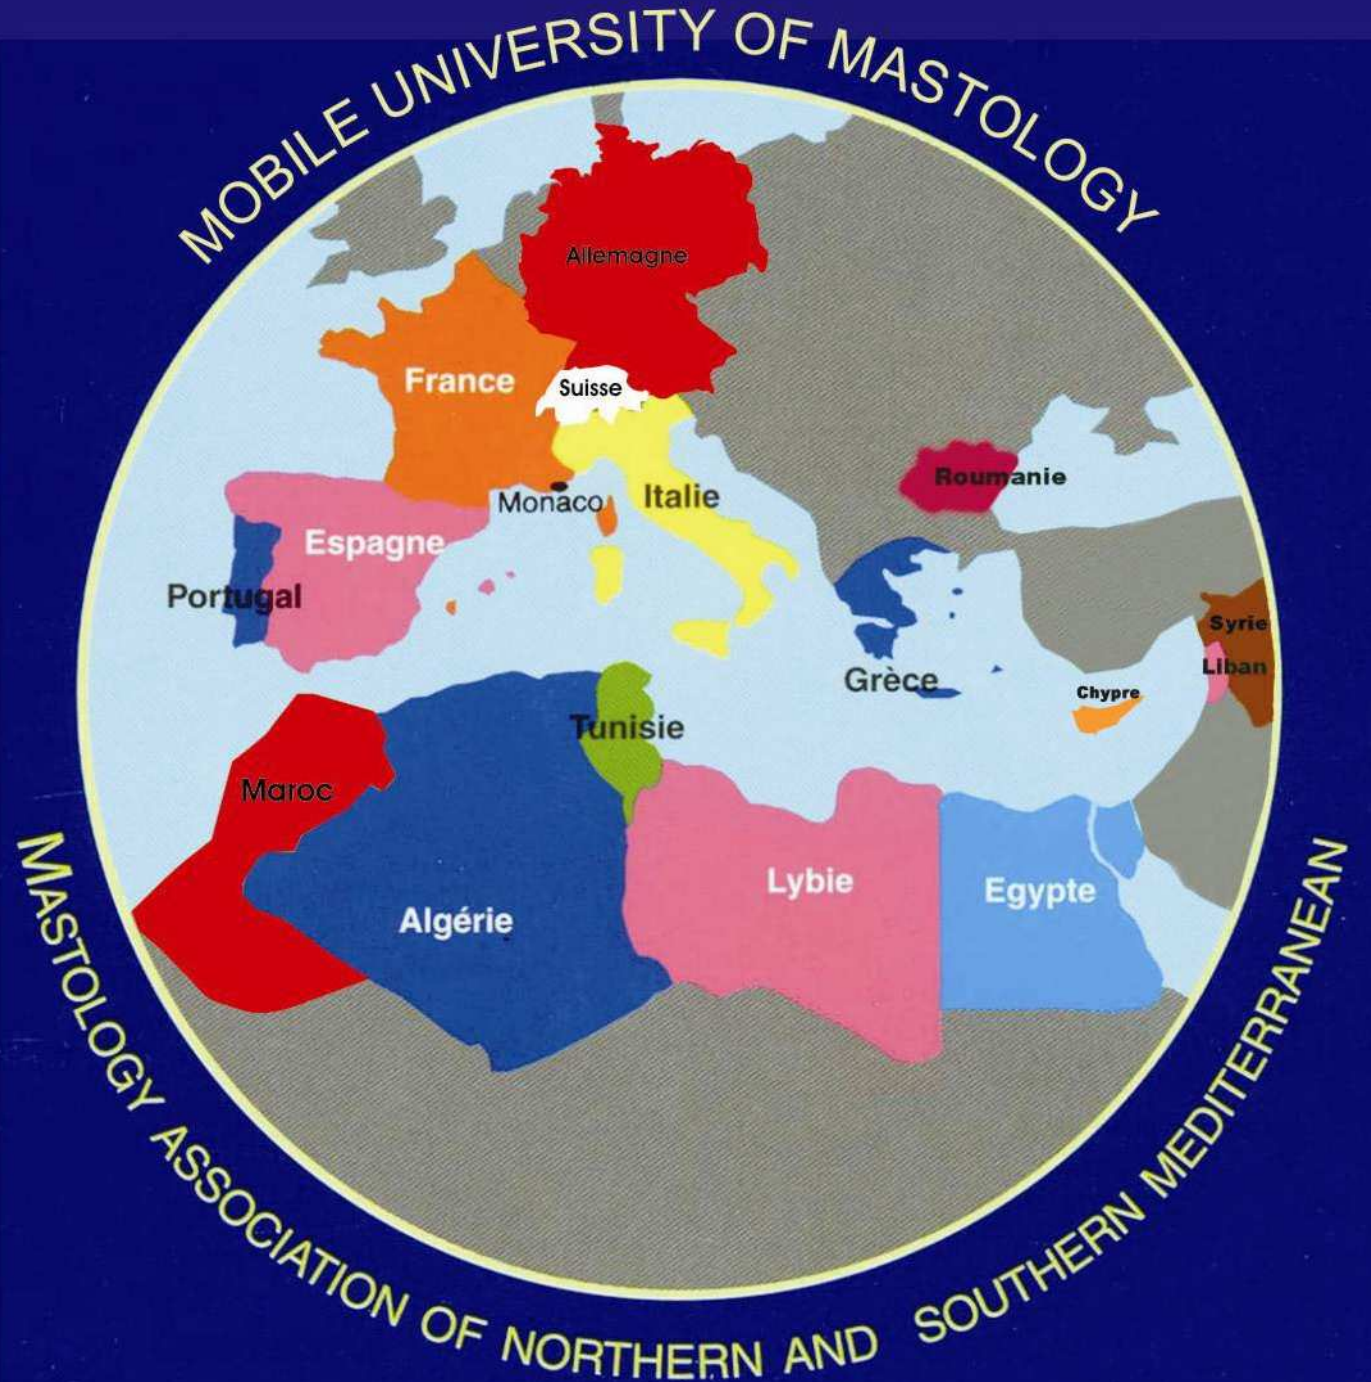 MOBILE UNIVERSITY OF MASTOLOGY
Allemagne
France
Suisse
Monaco
Italie
Roumanie
Espagne
Portugal
Grèce
Syrie
Liban
Chypre
Tunisie
Maroc
Algérie
Lybie
Egypte
MASTOLOGY ASSOCIATION OF NORTHERN AND SOUTHERN MEDITERRANEAN